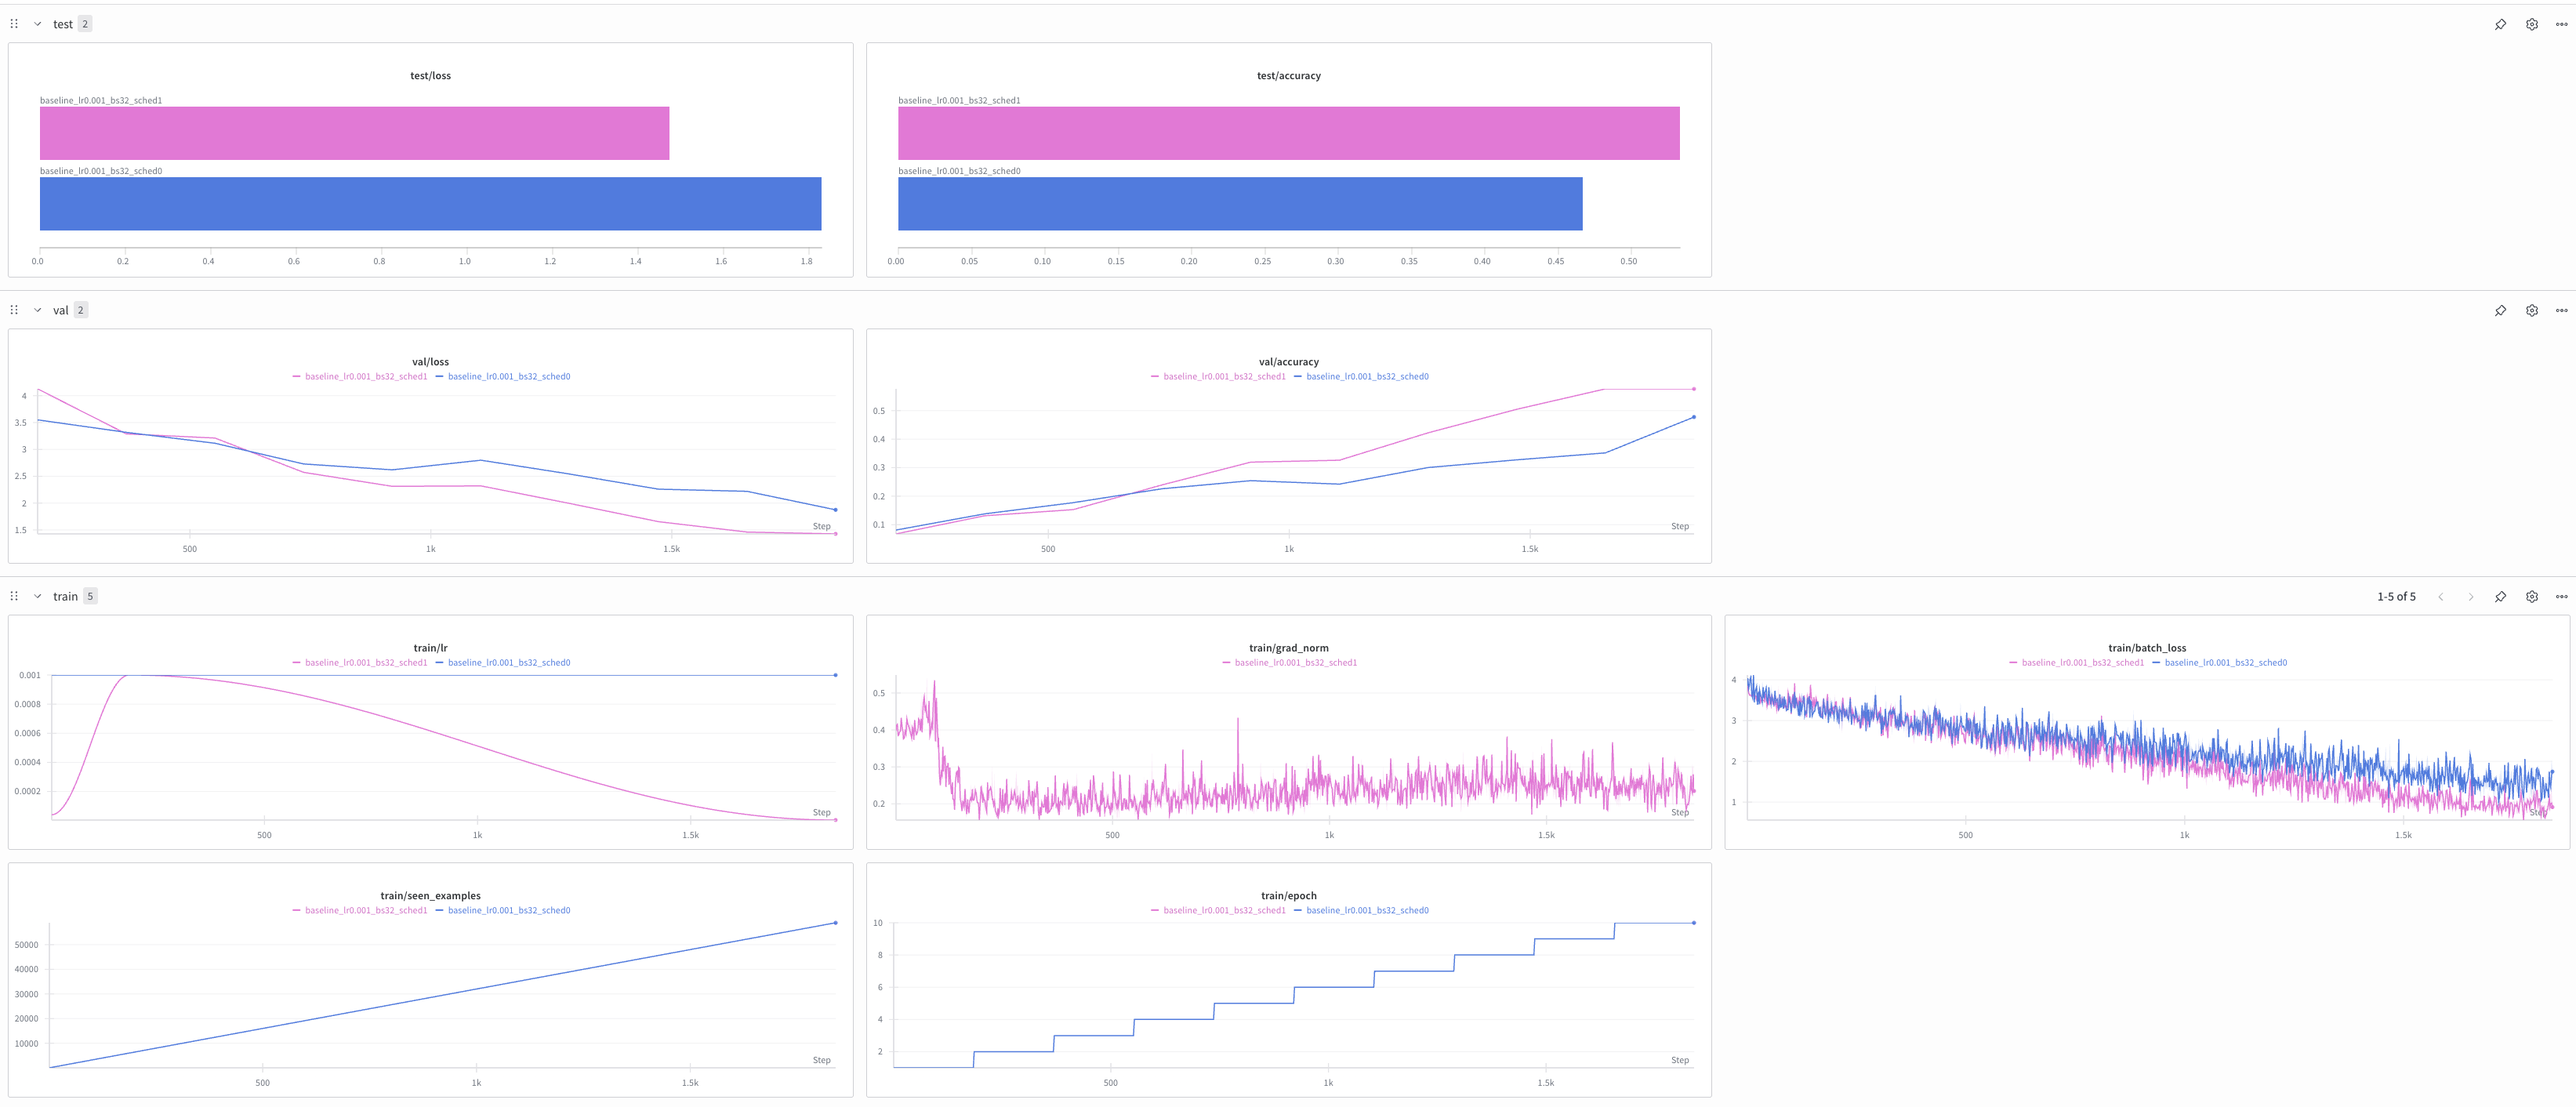 test 2
test/loss
baseline_lr0.001_bs32_sched1
baseline_lr0.001_bs32_sched0
0.0 0.2 0.4 0.6 0.8 1.0 1.2 1.4 1.6 1.8
test/accuracy
baseline_lr0.001_bs32_sched1
baseline_lr0.001_bs32_sched0
0.00 0.05 0.10 0.15 0.20 0.25 0.30 0.35 0.40 0.45 0.50
val 2
val/loss
baseline_lr0.001_bs32_sched1 baseline_lr0.001_bs32_sched0
4
3.5
3
2.5
2
1.5
Step
500 1k 1.5k
val/accuracy
baseline_lr0.001_bs32_sched1 baseline_lr0.001_bs32_sched0
0.5
0.4
0.3
0.2
0.1
Step
500 1k 1.5k
train 5
1-5 of 5
train/lr
baseline_lr0.001_bs32_sched1 baseline_lr0.001_bs32_sched0
0.001
0.0008
0.0006
0.0004
0.0002
Step
500 1k 1.5k
train/grad_norm
baseline_lr0.001_bs32_sched1
0.5
0.4
0.3
0.2
Step
500 1k 1.5k
train/batch_loss
baseline_lr0.001_bs32_sched1 baseline_lr0.001_bs32_sched0
4
3
2
1
Step
500 1k 1.5k
train/seen_examples
baseline_lr0.001_bs32_sched1 baseline_lr0.001_bs32_sched0
50000
40000
30000
20000
10000
Step
500 1k 1.5k
train/epoch
baseline_lr0.001_bs32_sched1 baseline_lr0.001_bs32_sched0
10
8
6
4
2
Step
500 1k 1.5k